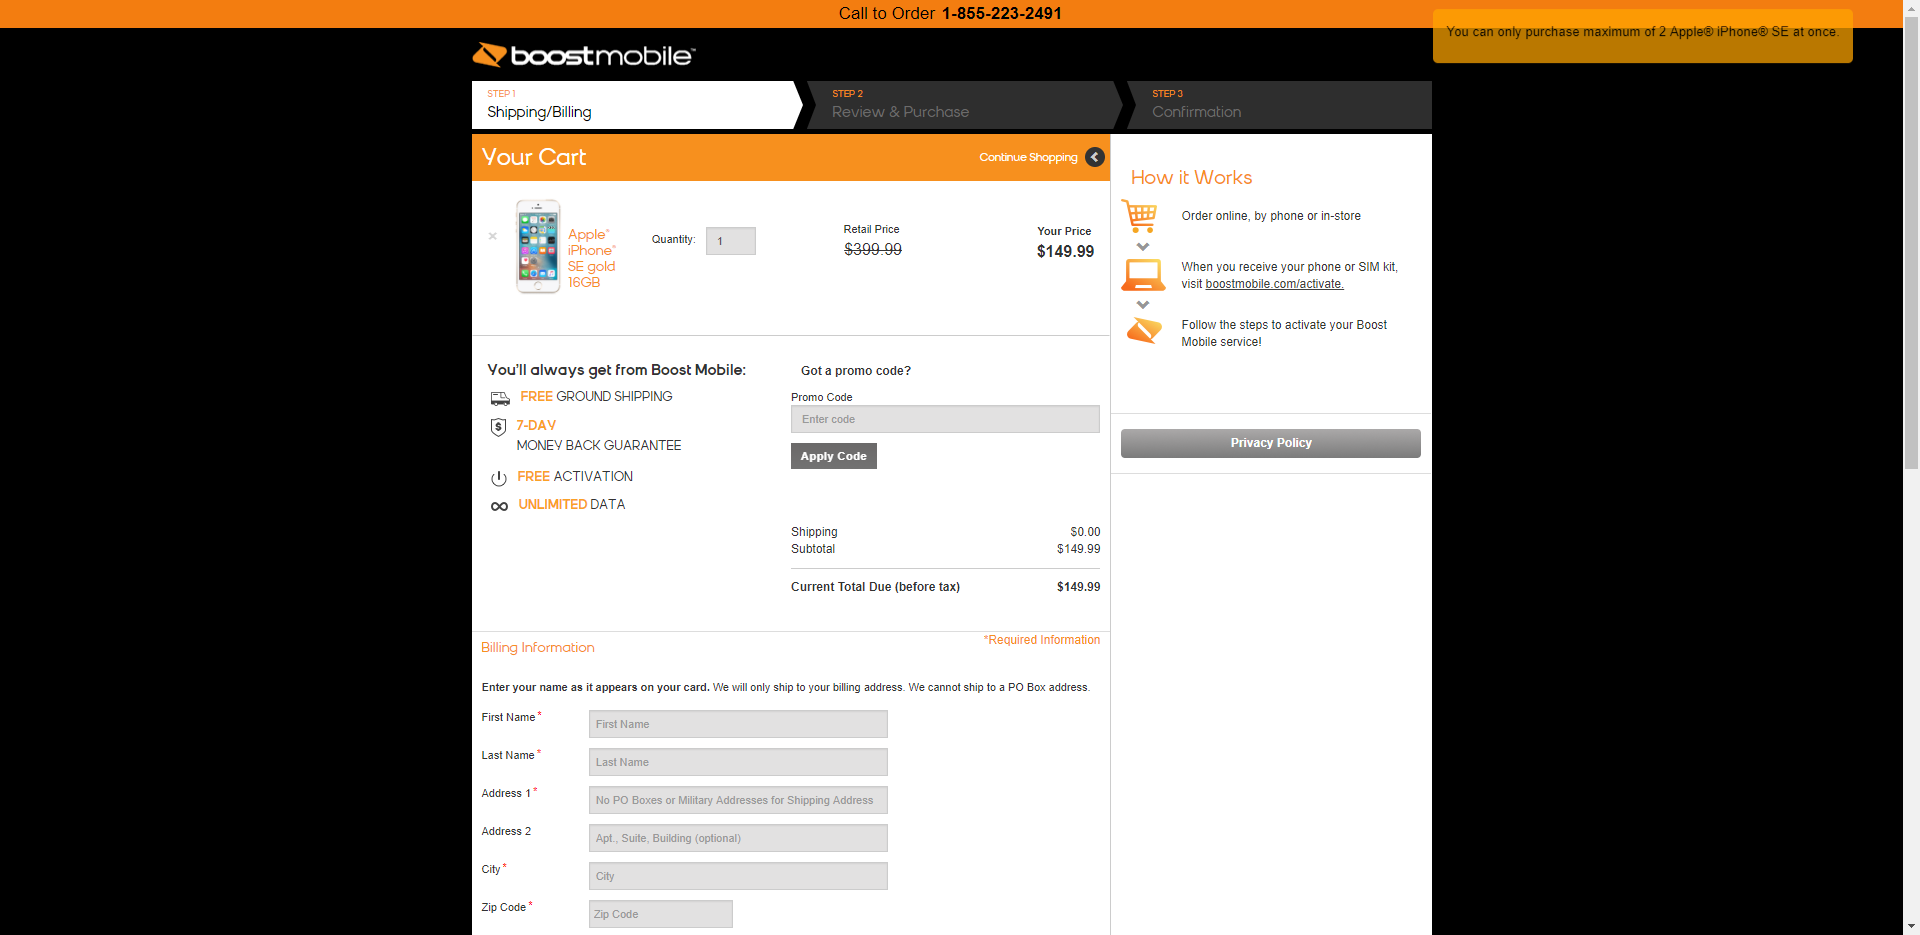 Call to Order 1-855-223-2491
You can only purchase maximum of 2 Apple® iPhone® SE at once.
boostmobile™
STEP 1
Shipping/Billing
STEP 2
Review & Purchase
STEP 3
Confirmation
Your Cart
Continue Shopping
Apple™
iPhone™
SE gold
16GB
Quantity:
1
Retail Price
$399.99
Your Price
$149.99
You'll always get from Boost Mobile:
FREE GROUND SHIPPING
7-DAY
MONEY BACK GUARANTEE
FREE ACTIVATION
UNLIMITED DATA
Got a promo code?
Promo Code
Enter code
Apply Code
Shipping $0.00
Subtotal $149.99
Current Total Due (before tax) $149.99
How it Works
Order online, by phone or in-store
When you receive your phone or SIM kit,
visit boostmobile.com/activate.
Follow the steps to activate your Boost
Mobile service!
Privacy Policy
*Required Information
Billing Information
Enter your name as it appears on your card. We will only ship to your billing address. We cannot ship to a PO Box address.
First Name *
First Name
Last Name *
Last Name
Address 1 *
No PO Boxes or Military Addresses for Shipping Address
Address 2
Apt., Suite, Building (optional)
City *
City
Zip Code *
Zip Code